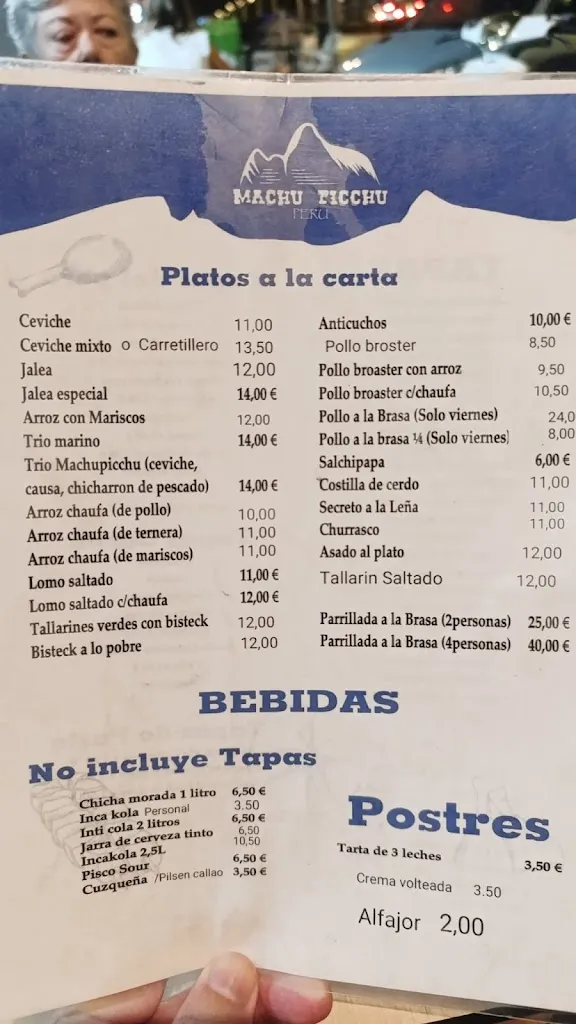 MACHU PICCHU
PERU
Platos a la carta
Ceviche 11,00
Ceviche mixto o Carretillero 13,50
Jalea 12,00
Jalea especial 14,00 €
Arroz con Mariscos 12,00
Trio marino 14,00 €
Trio Machupicchu (ceviche,
causa, chicharron de pescado) 14,00 €
Arroz chaufa (de pollo) 10,00
Arroz chaufa (de ternera) 11,00
Arroz chaufa (de mariscos) 11,00
Lomo saltado 11,00 €
Lomo saltado c/chaufa 12,00 €
Tallarines verdes con bisteck 12,00
Bisteck a lo pobre 12,00
Anticuchos 10,00 €
Pollo broster 8,50
Pollo broaster con arroz 9,50
Pollo broaster c/chaufa 10,50
Pollo a la Brasa (Solo viernes) 24,0
Pollo a la brasa ¼ (Solo viernes) 8,00
Salchipapa 6,00 €
Costilla de cerdo 11,00
Secreto a la Leña 11,00
Churrasco 11,00
Asado al plato 12,00
Tallarin Saltado 12,00
Parrillada a la Brasa (2personas) 25,00 €
Parrillada a la Brasa (4personas) 40,00 €
BEBIDAS
No incluye Tapas
Chicha morada 1 litro 6,50 €
Inca kola Personal 3.50
Inti cola 2 litros 6,50 €
Jarra de cerveza tinto 6,50
Incakola 2,5L 10,50
Pisco Sour 6,50 €
Cuzqueña /Pilsen callao 3,50 €
Postres
Tarta de 3 leches 3,50 €
Crema volteada 3.50
Alfajor 2,00